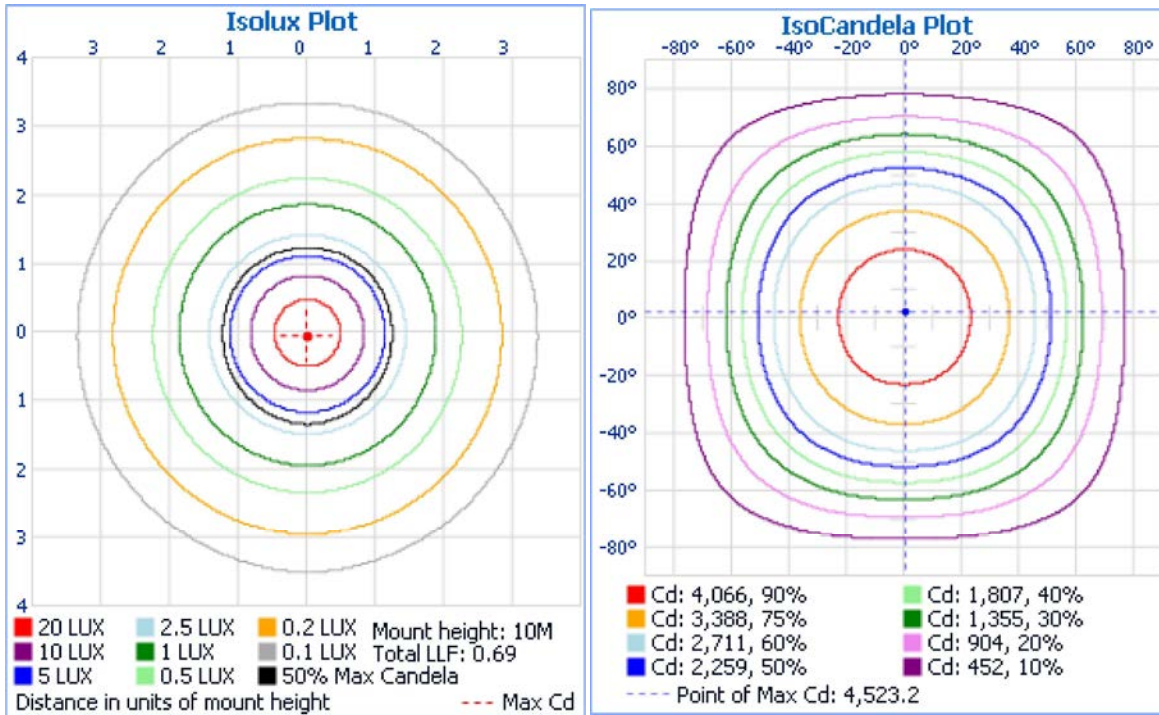 Isolux Plot
3 2 1 0 1 2 3
4
3
2
1
0
1
2
3
4
20 LUX 2.5 LUX 0.2 LUX Mount height: 10M
10 LUX 1 LUX 0.1 LUX Total LLF: 0.69
5 LUX 0.5 LUX 50% Max Candela
Distance in units of mount height --- Max Cd
IsoCandela Plot
-80° -60° -40° -20° 0° 20° 40° 60° 80°
80°
60°
40°
20°
0°
-20°
-40°
-60°
-80°
Cd: 4,066, 90% Cd: 1,807, 40%
Cd: 3,388, 75% Cd: 1,355, 30%
Cd: 2,711, 60% Cd: 904, 20%
Cd: 2,259, 50% Cd: 452, 10%
----- Point of Max Cd: 4,523.2